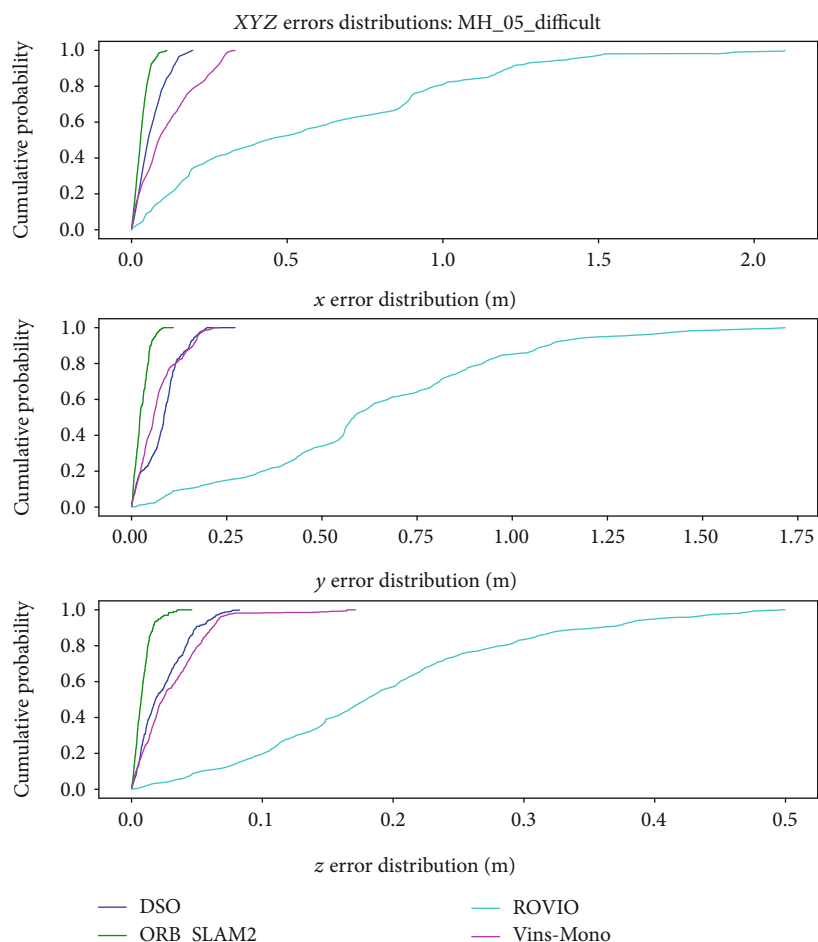 XYZ errors distributions: MH_05_difficult
Cumulative probability
1.0
0.8
0.6
0.4
0.2
0.0
0.0 0.5 1.0 1.5 2.0
x error distribution (m)
Cumulative probability
1.0
0.8
0.6
0.4
0.2
0.0
0.00 0.25 0.50 0.75 1.00 1.25 1.50 1.75
y error distribution (m)
Cumulative probability
1.0
0.8
0.6
0.4
0.2
0.0
0.0 0.1 0.2 0.3 0.4 0.5
z error distribution (m)
DSO ROVIO
ORB SLAM2 Vins-Mono